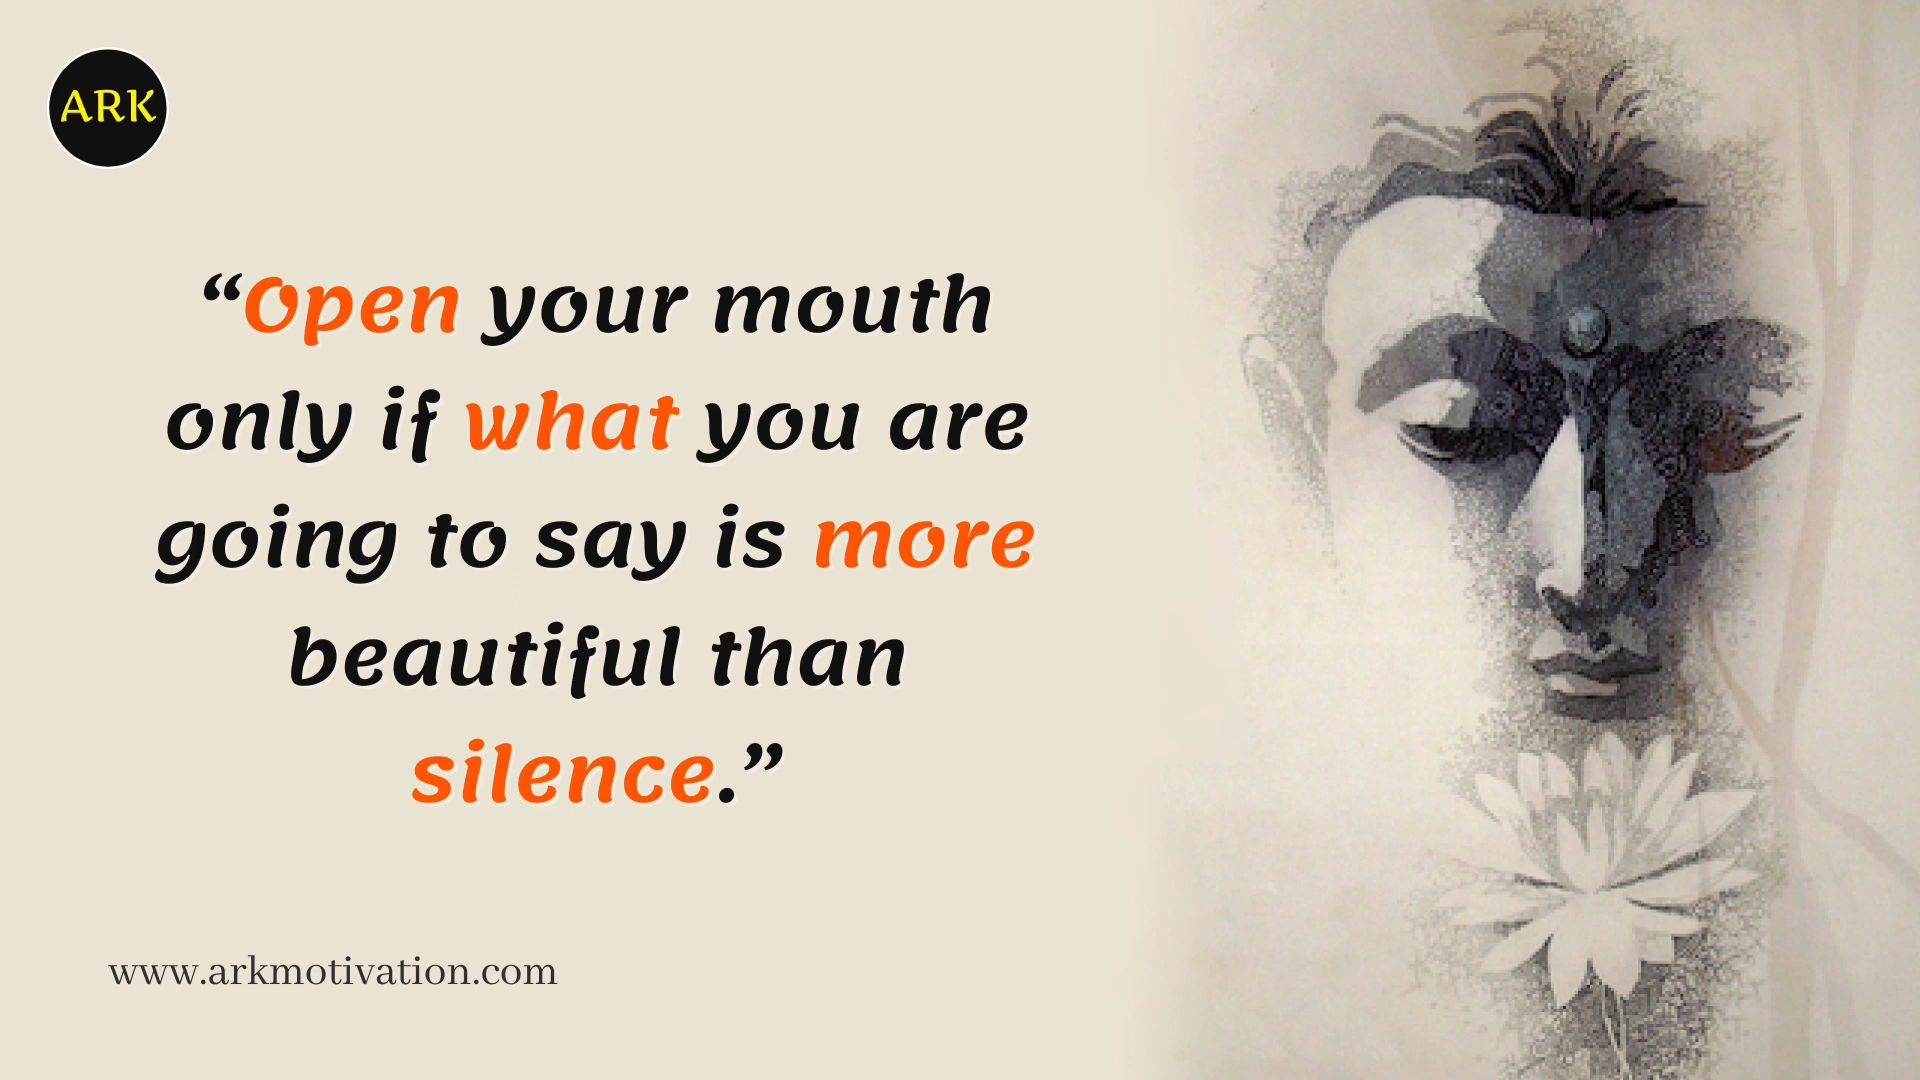 ARK
“Open your mouth
only if what you are
going to say is more
beautiful than
silence.”
www.arkmotivation.com